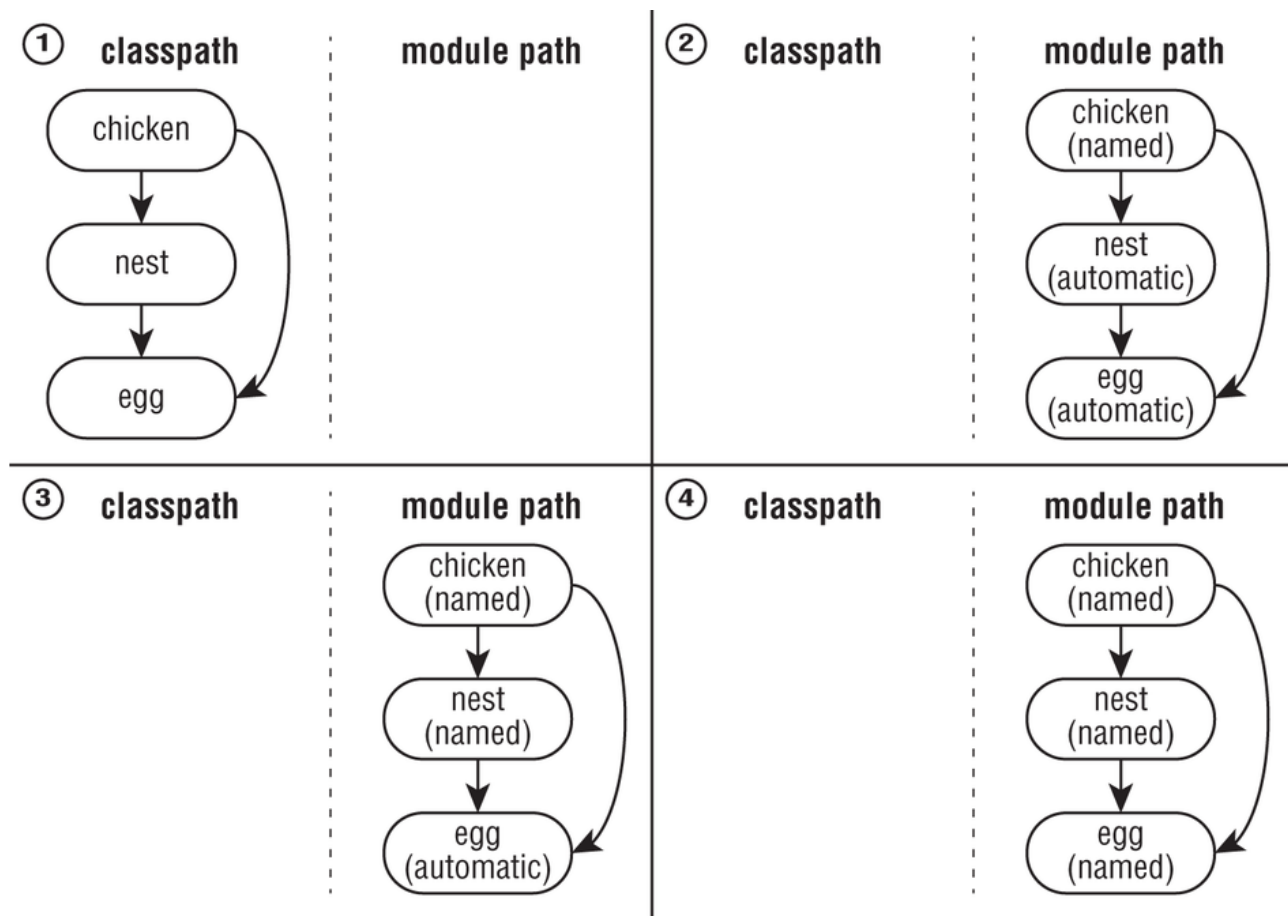 1 classpath module path
chicken
nest
egg
2 classpath module path
chicken
(named)
nest
(automatic)
egg
(automatic)
3 classpath module path
chicken
(named)
nest
(named)
egg
(automatic)
4 classpath module path
chicken
(named)
nest
(named)
egg
(named)